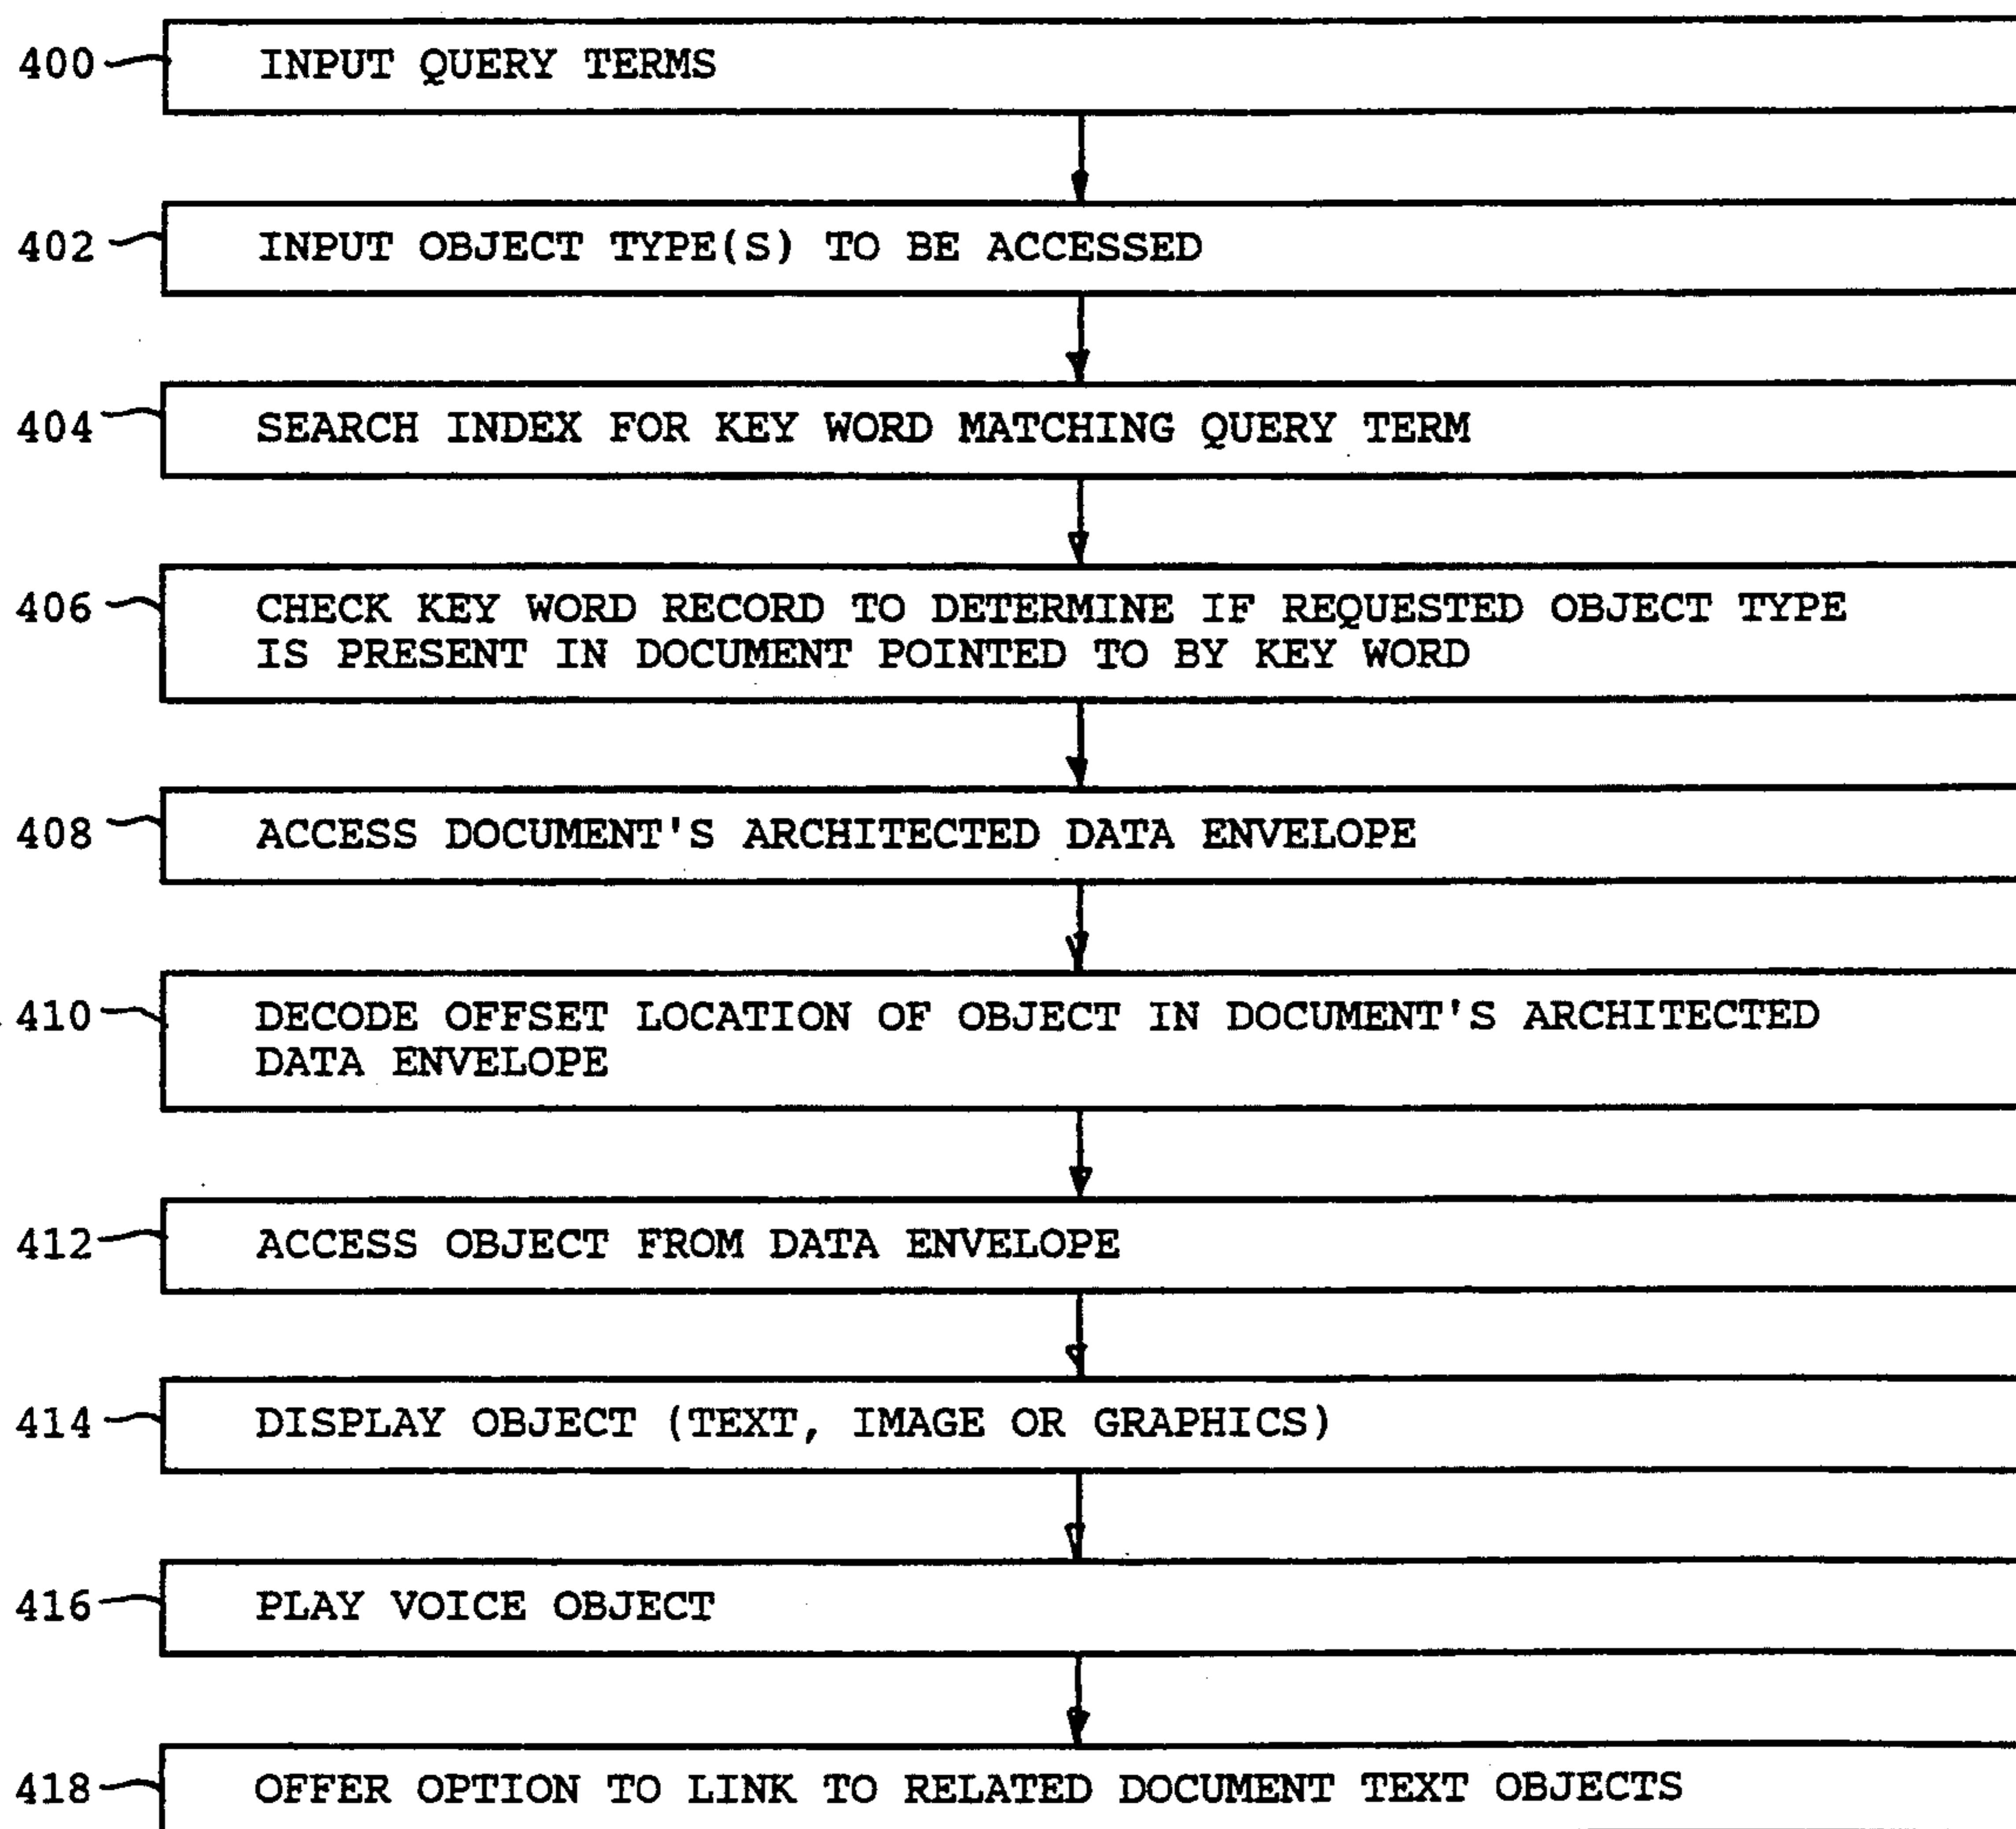 400 INPUT QUERY TERMS
402 INPUT OBJECT TYPE(S) TO BE ACCESSED
404 SEARCH INDEX FOR KEY WORD MATCHING QUERY TERM
406 CHECK KEY WORD RECORD TO DETERMINE IF REQUESTED OBJECT TYPE
IS PRESENT IN DOCUMENT POINTED TO BY KEY WORD
408 ACCESS DOCUMENT'S ARCHITECTED DATA ENVELOPE
410 DECODE OFFSET LOCATION OF OBJECT IN DOCUMENT'S ARCHITECTED
DATA ENVELOPE
412 ACCESS OBJECT FROM DATA ENVELOPE
414 DISPLAY OBJECT (TEXT, IMAGE OR GRAPHICS)
416 PLAY VOICE OBJECT
418 OFFER OPTION TO LINK TO RELATED DOCUMENT TEXT OBJECTS